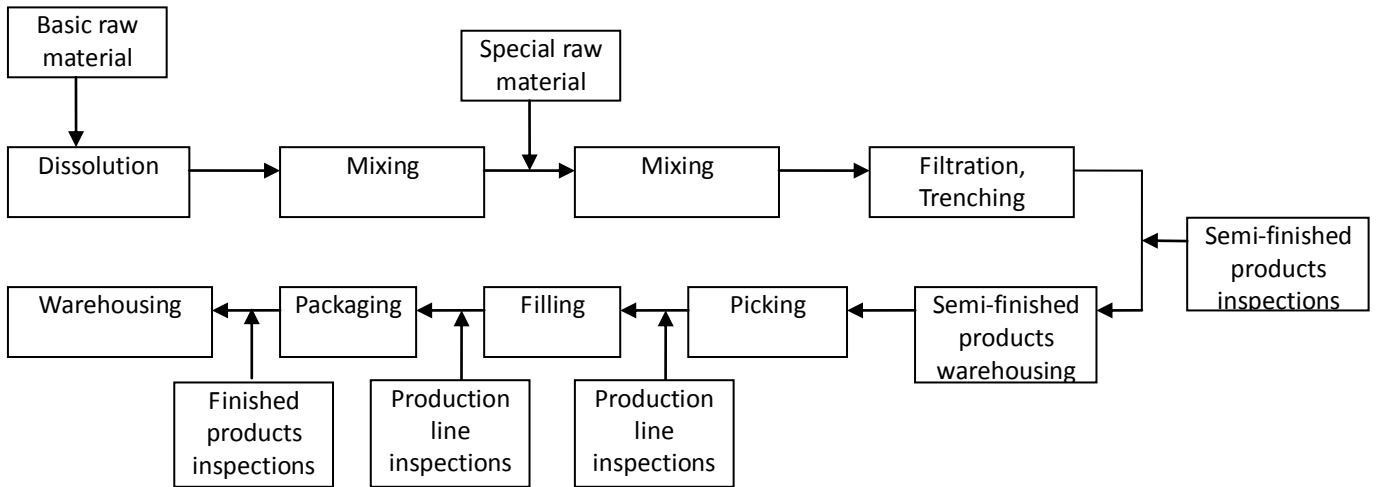 Basic raw
material
Special raw
material
Dissolution
Mixing
Mixing
Filtration,
Trenching
Semi-finished
products
inspections
Warehousing
Packaging
Filling
Picking
Semi-finished
products
warehousing
Finished
products
inspections
Production
line
inspections
Production
line
inspections